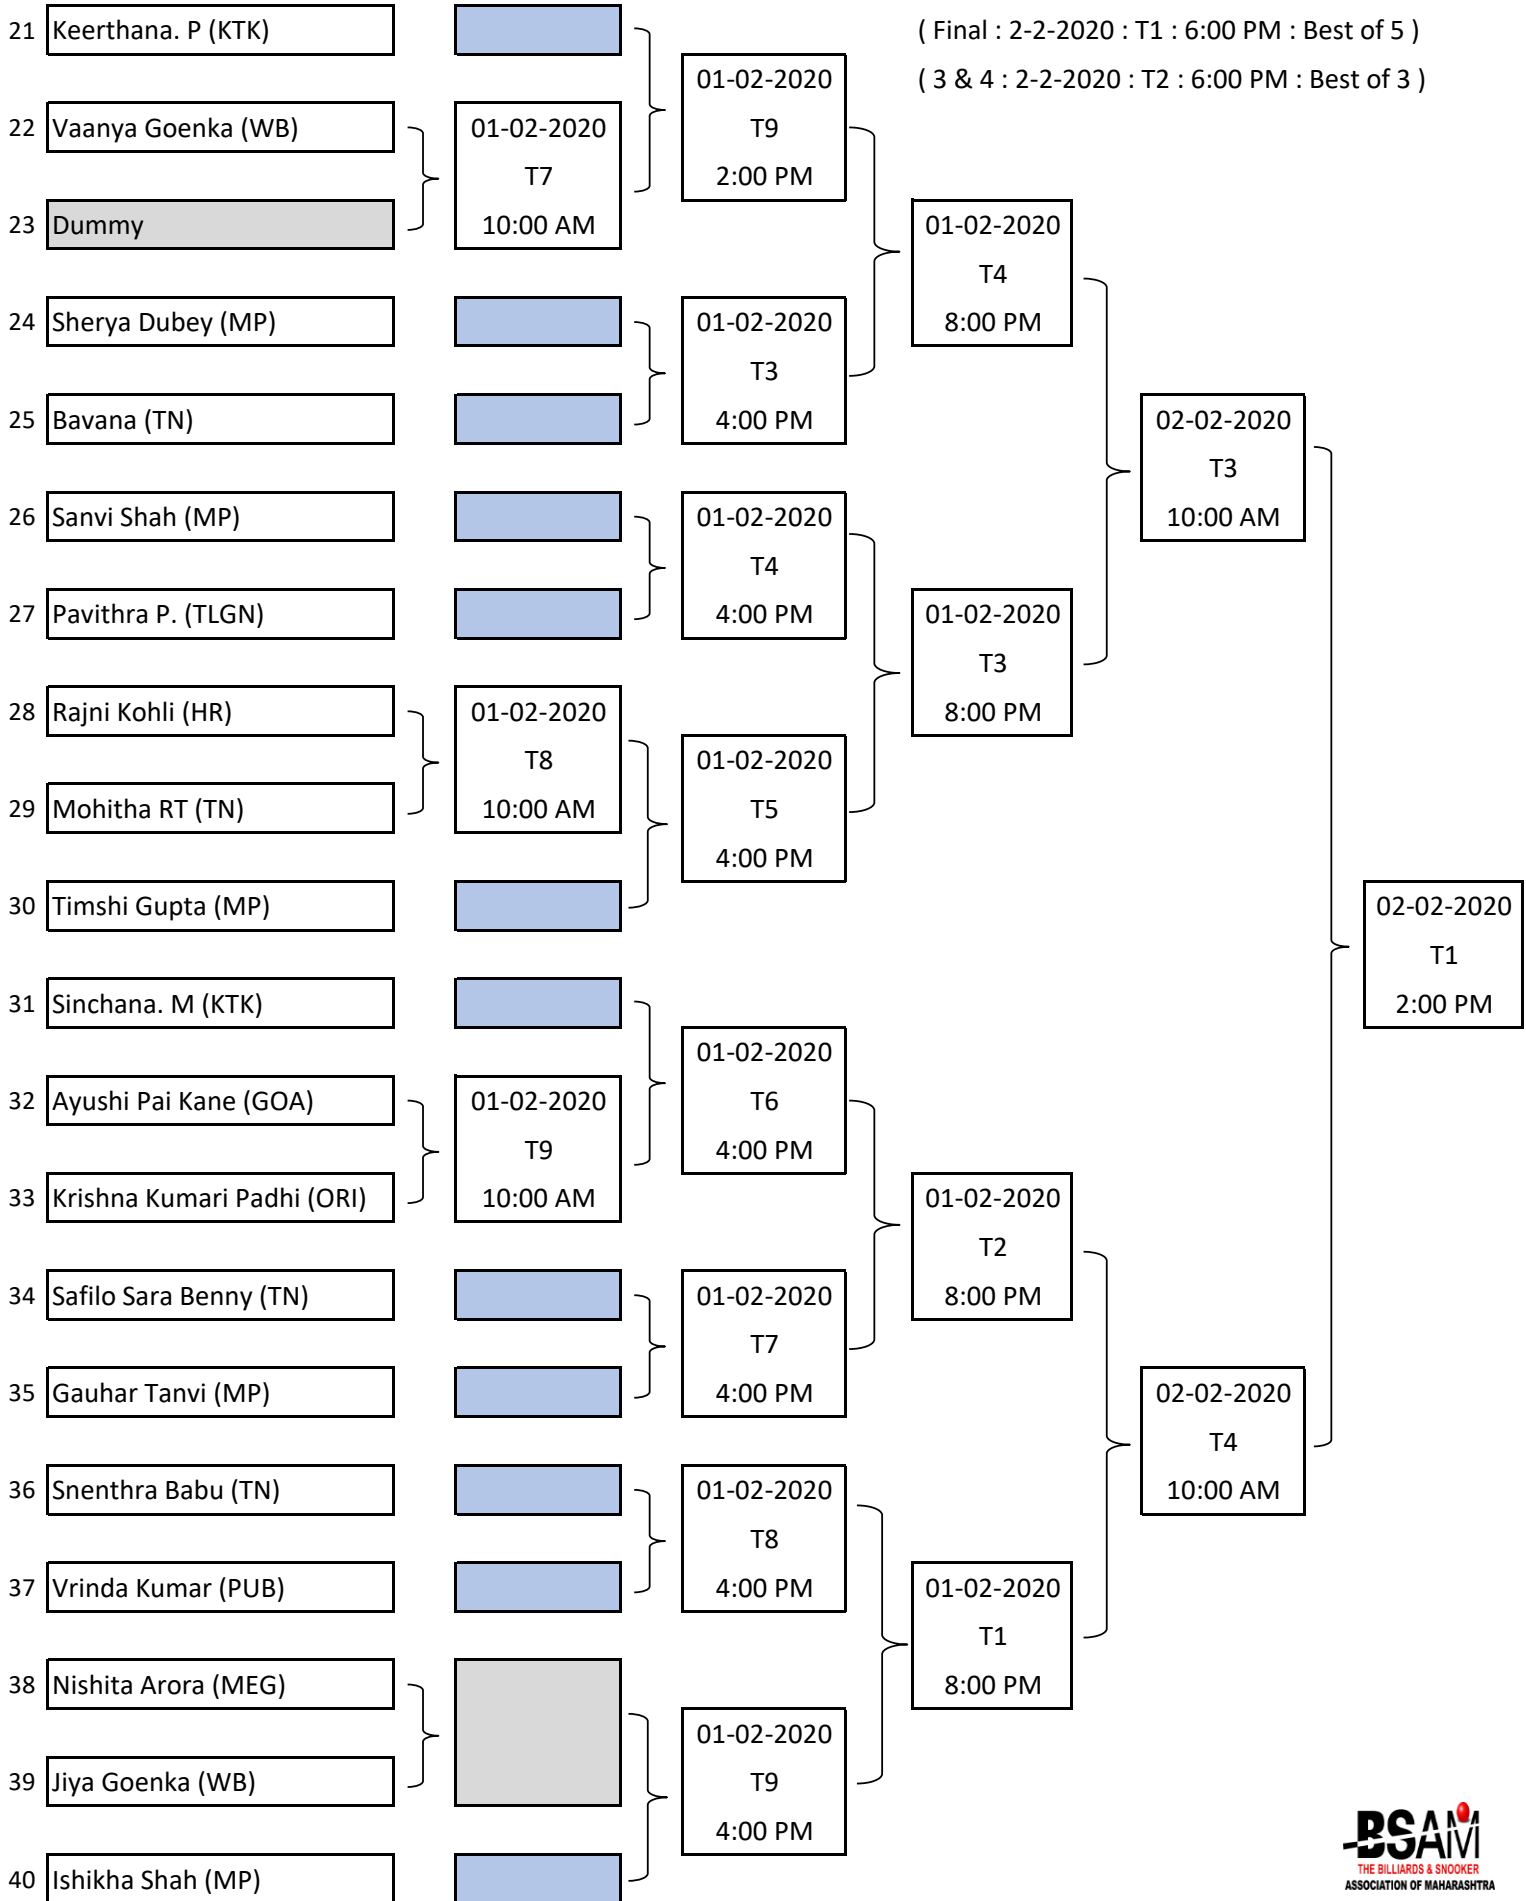 21 Keerthana. P (KTK)
( Final : 2-2-2020 : T1 : 6:00 PM : Best of 5 )
( 3 & 4 : 2-2-2020 : T2 : 6:00 PM : Best of 3 )
22 Vaanya Goenka (WB)
23 Dummy
24 Sherya Dubey (MP)
25 Bavana (TN)
26 Sanvi Shah (MP)
27 Pavithra P. (TLGN)
28 Rajni Kohli (HR)
29 Mohitha RT (TN)
30 Timshi Gupta (MP)
31 Sinchana. M (KTK)
32 Ayushi Pai Kane (GOA)
33 Krishna Kumari Padhi (ORI)
34 Safilo Sara Benny (TN)
35 Gauhar Tanvi (MP)
36 Snenthra Babu (TN)
37 Vrinda Kumar (PUB)
38 Nishita Arora (MEG)
39 Jiya Goenka (WB)
40 Ishikha Shah (MP)
01-02-2020
T7
10:00 AM
01-02-2020
T8
10:00 AM
01-02-2020
T9
10:00 AM
01-02-2020
T9
2:00 PM
01-02-2020
T3
4:00 PM
01-02-2020
T4
4:00 PM
01-02-2020
T5
4:00 PM
01-02-2020
T6
4:00 PM
01-02-2020
T7
4:00 PM
01-02-2020
T8
4:00 PM
01-02-2020
T9
4:00 PM
01-02-2020
T4
8:00 PM
01-02-2020
T3
8:00 PM
01-02-2020
T2
8:00 PM
01-02-2020
T1
8:00 PM
02-02-2020
T3
10:00 AM
02-02-2020
T4
10:00 AM
02-02-2020
T1
2:00 PM
BSAM
THE BILLIARDS & SNOOKER
ASSOCIATION OF MAHARASHTRA